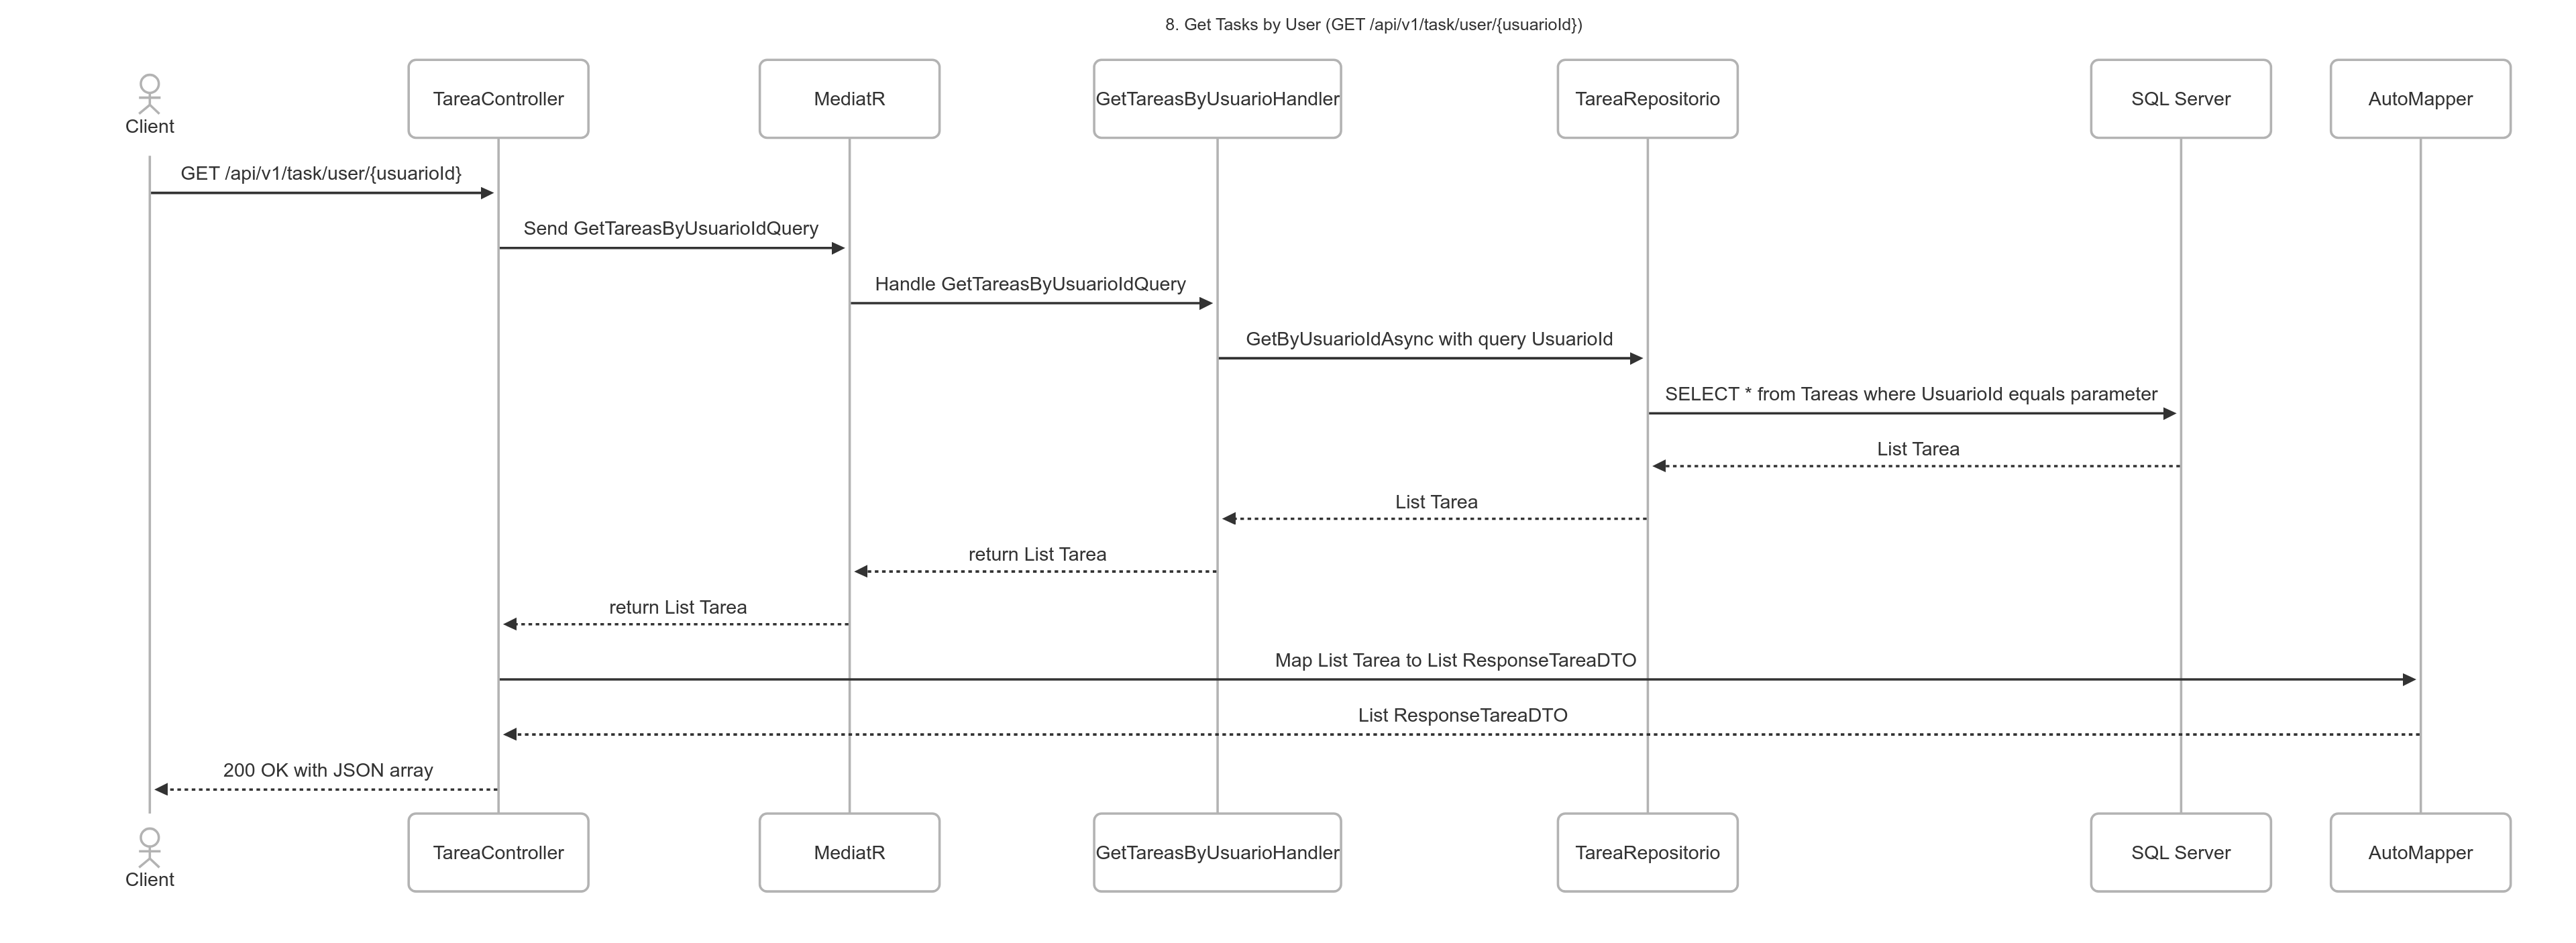 8. Get Tasks by User (GET /api/v1/task/user/{usuarioId})
Client
TareaController
MediatR
GetTareasByUsuarioHandler
TareaRepositorio
SQL Server
AutoMapper
GET /api/v1/task/user/{usuarioId}
Send GetTareasByUsuarioIdQuery
Handle GetTareasByUsuarioIdQuery
GetByUsuarioIdAsync with query UsuarioId
SELECT * from Tareas where UsuarioId equals parameter
List Tarea
List Tarea
return List Tarea
return List Tarea
Map List Tarea to List ResponseTareaDTO
List ResponseTareaDTO
200 OK with JSON array
Client
TareaController
MediatR
GetTareasByUsuarioHandler
TareaRepositorio
SQL Server
AutoMapper